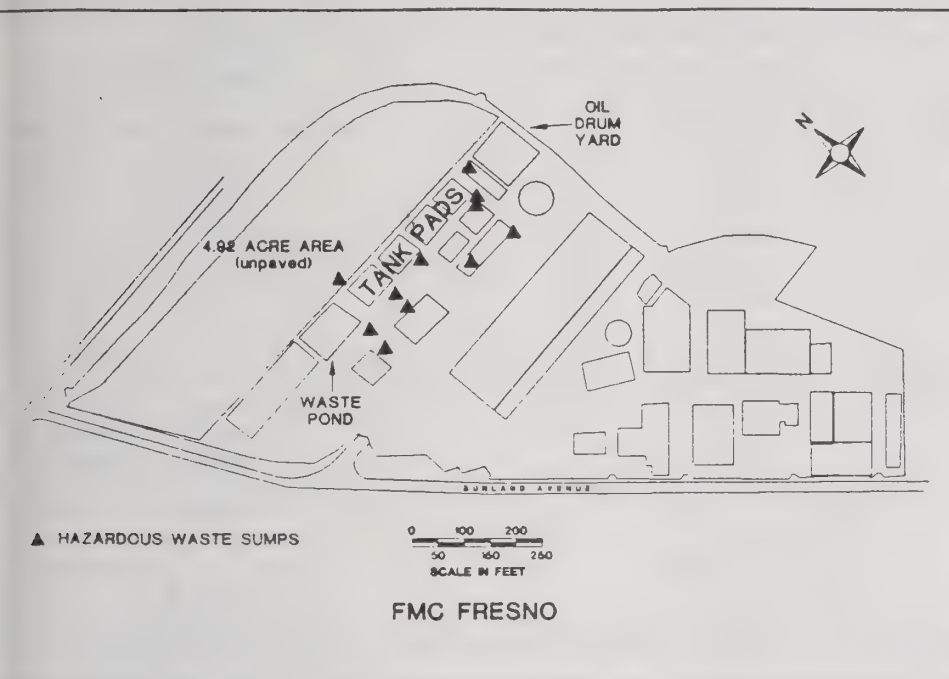 OIL
DRUM
YARD
N
4.92 ACRE AREA
(unpaved)
TANK PADS
WASTE
POND
SUNLAND AVENUE
▲ HAZARDOUS WASTE SUMPS
0 100 200
50 150 250
SCALE IN FEET
FMC FRESNO